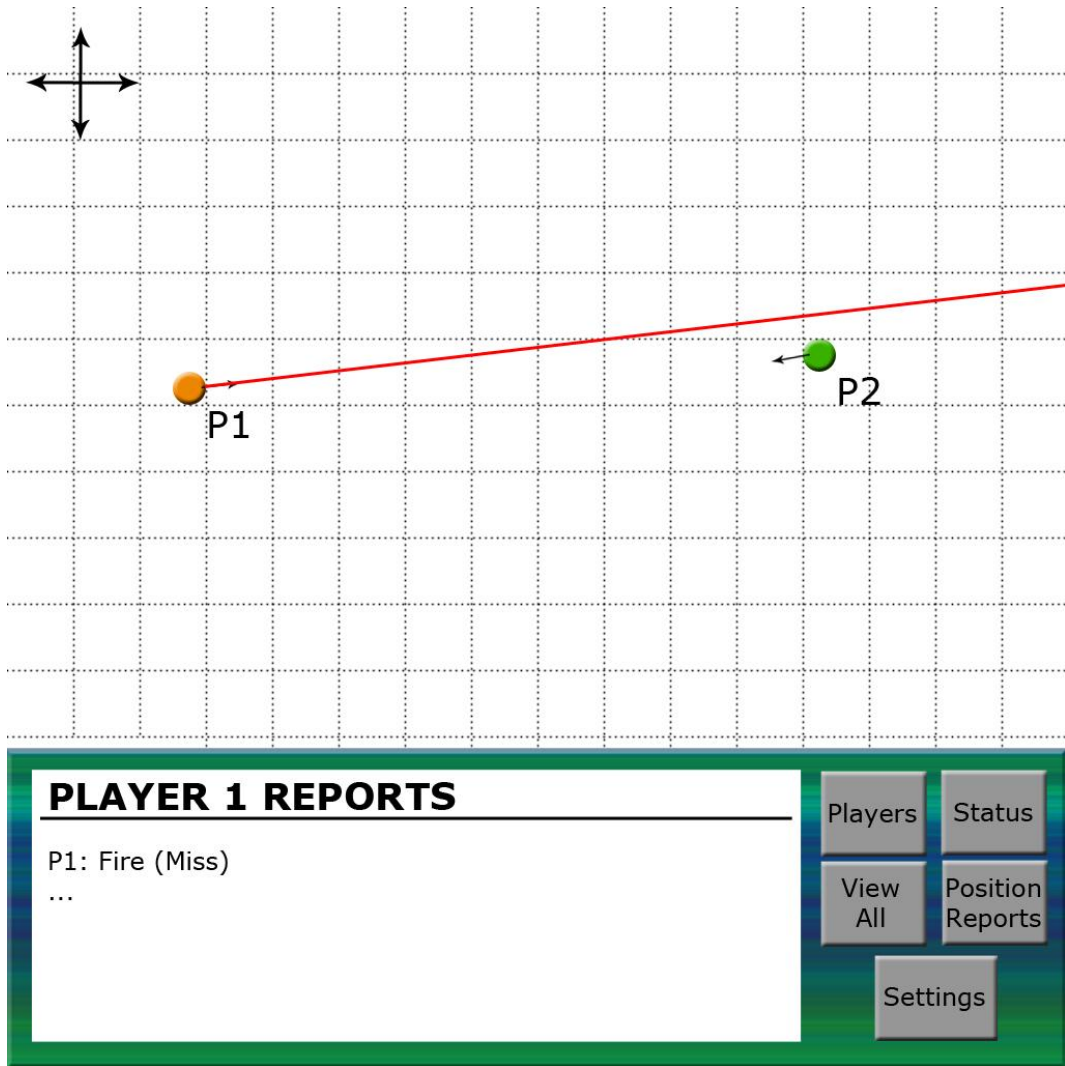 P1
P2
PLAYER 1 REPORTS
P1: Fire (Miss)
...
Players
Status
View
All
Position
Reports
Settings